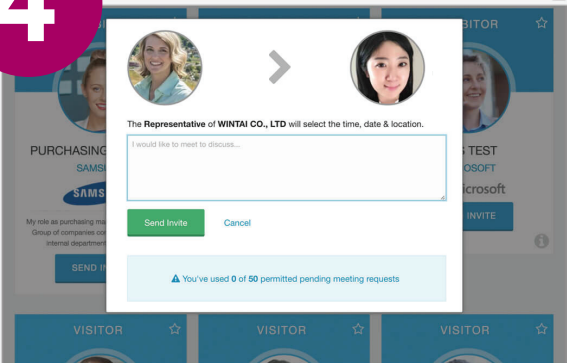 4
VISITOR
The Representative of WINTAI CO., LTD will select the time, date & location.
I would like to meet to discuss...
Send Invite
Cancel
You've used 0 of 50 permitted pending meeting requests
PURCHASING
SAMS
SAMS
My role as purchasing ma
Group of companies co
internal department
SEND I
TEST
OSOFT
icrosoft
INVITE
VISITOR
VISITOR
VISITOR